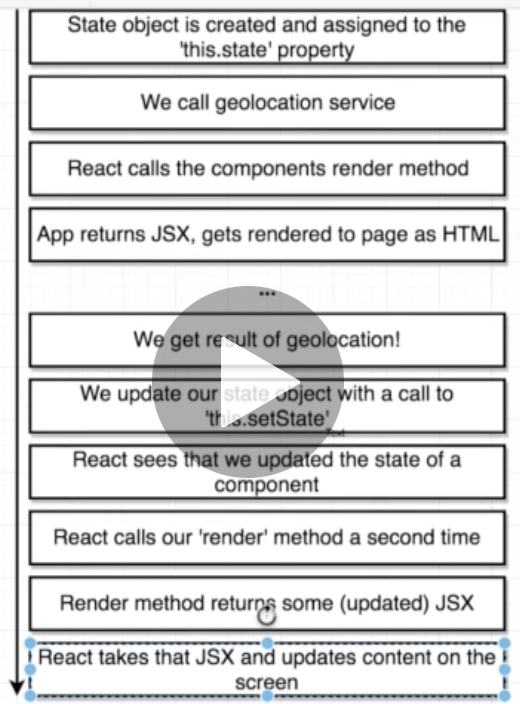 State object is created and assigned to the
'this.state' property
We call geolocation service
React calls the components render method
App returns JSX, gets rendered to page as HTML
...
We get result of geolocation!
We update our state object with a call to
'this.setState'
Text
React sees that we updated the state of a
component
React calls our 'render' method a second time
Render method returns some (updated) JSX
React takes that JSX and updates content on the
screen